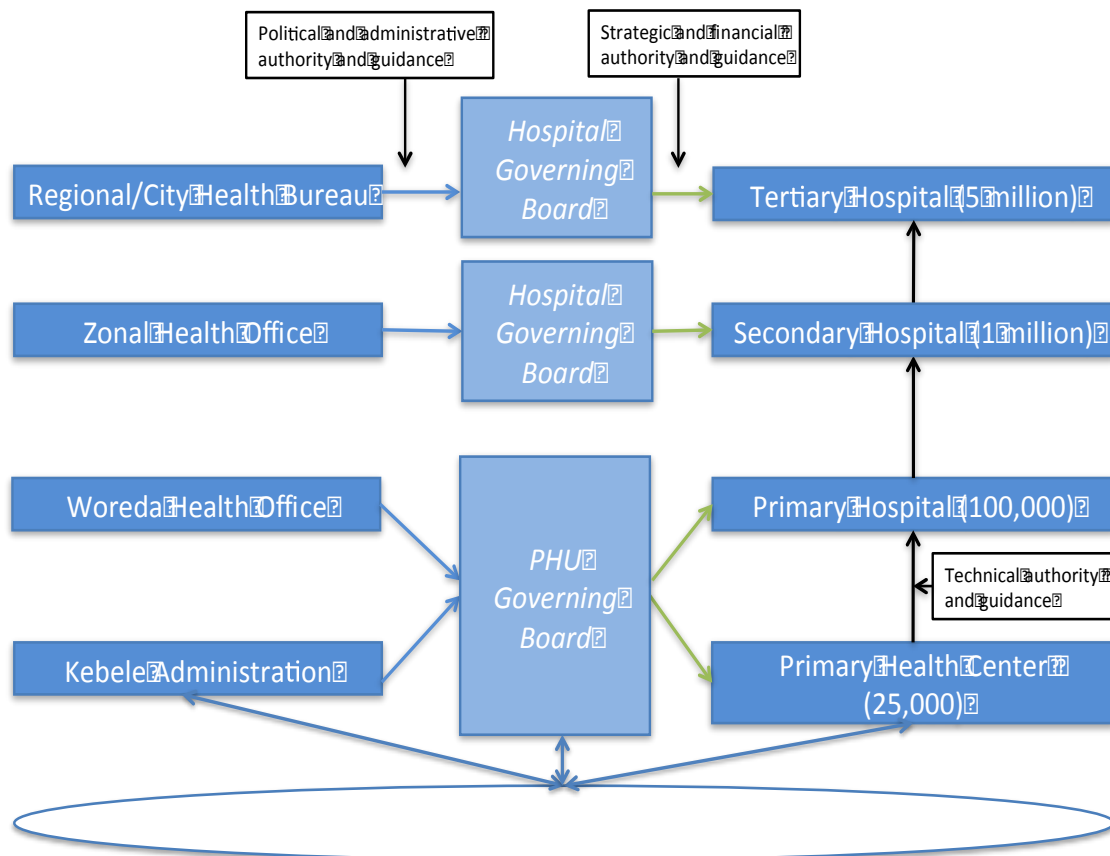 Political and administrative
authority and guidance
Strategic and financial
authority and guidance
Hospital
Governing
Board
Regional/City Health Bureau
Tertiary Hospital (5 million)
Hospital
Governing
Board
Zonal Health Office
Secondary Hospital (1 million)
Woreda Health Office
Primary Hospital (100,000)
PHU
Governing
Board
Technical authority
and guidance
Kebele Administration
Primary Health Center
(25,000)